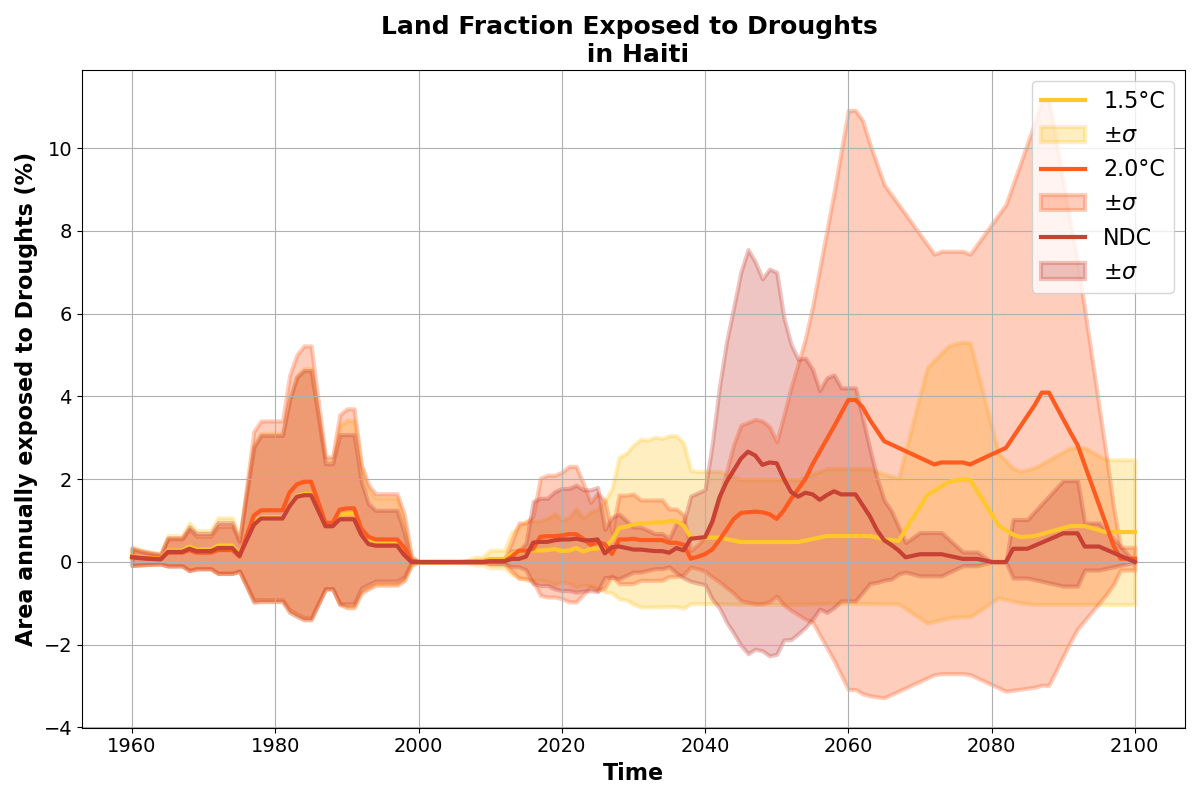 Land Fraction Exposed to Droughts
in Haiti
Area annually exposed to Droughts (%)
10
8
6
4
2
0
−2
−4
1960
1980
2000
2020
2040
2060
2080
2100
Time
1.5°C
±σ
2.0°C
±σ
NDC
±σ